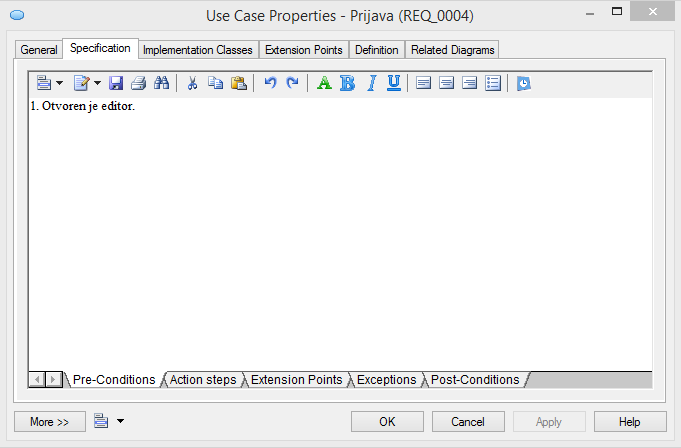 Use Case Properties - Prijava (REQ_0004)
General Specification Implementation Classes Extension Points Definition Related Diagrams
A B I U
1. Otvoren je editor.
Pre-Conditions Action steps Extension Points Exceptions Post-Conditions
More >> OK Cancel Apply Help